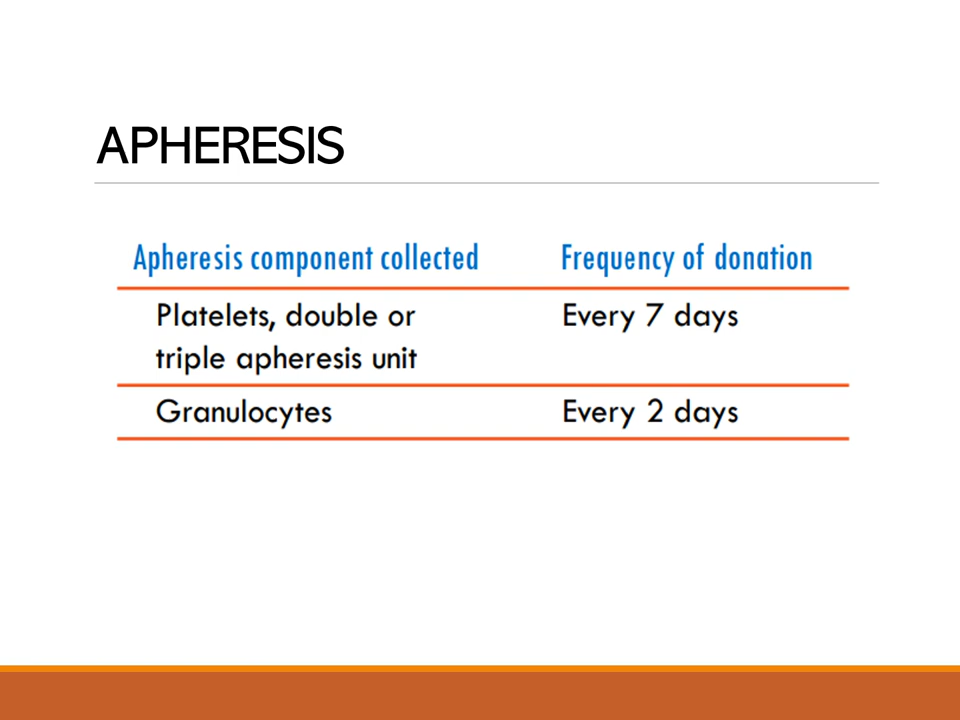 APHERESIS
Apheresis component collected Frequency of donation
Platelets, double or Every 7 days
triple apheresis unit
Granulocytes Every 2 days